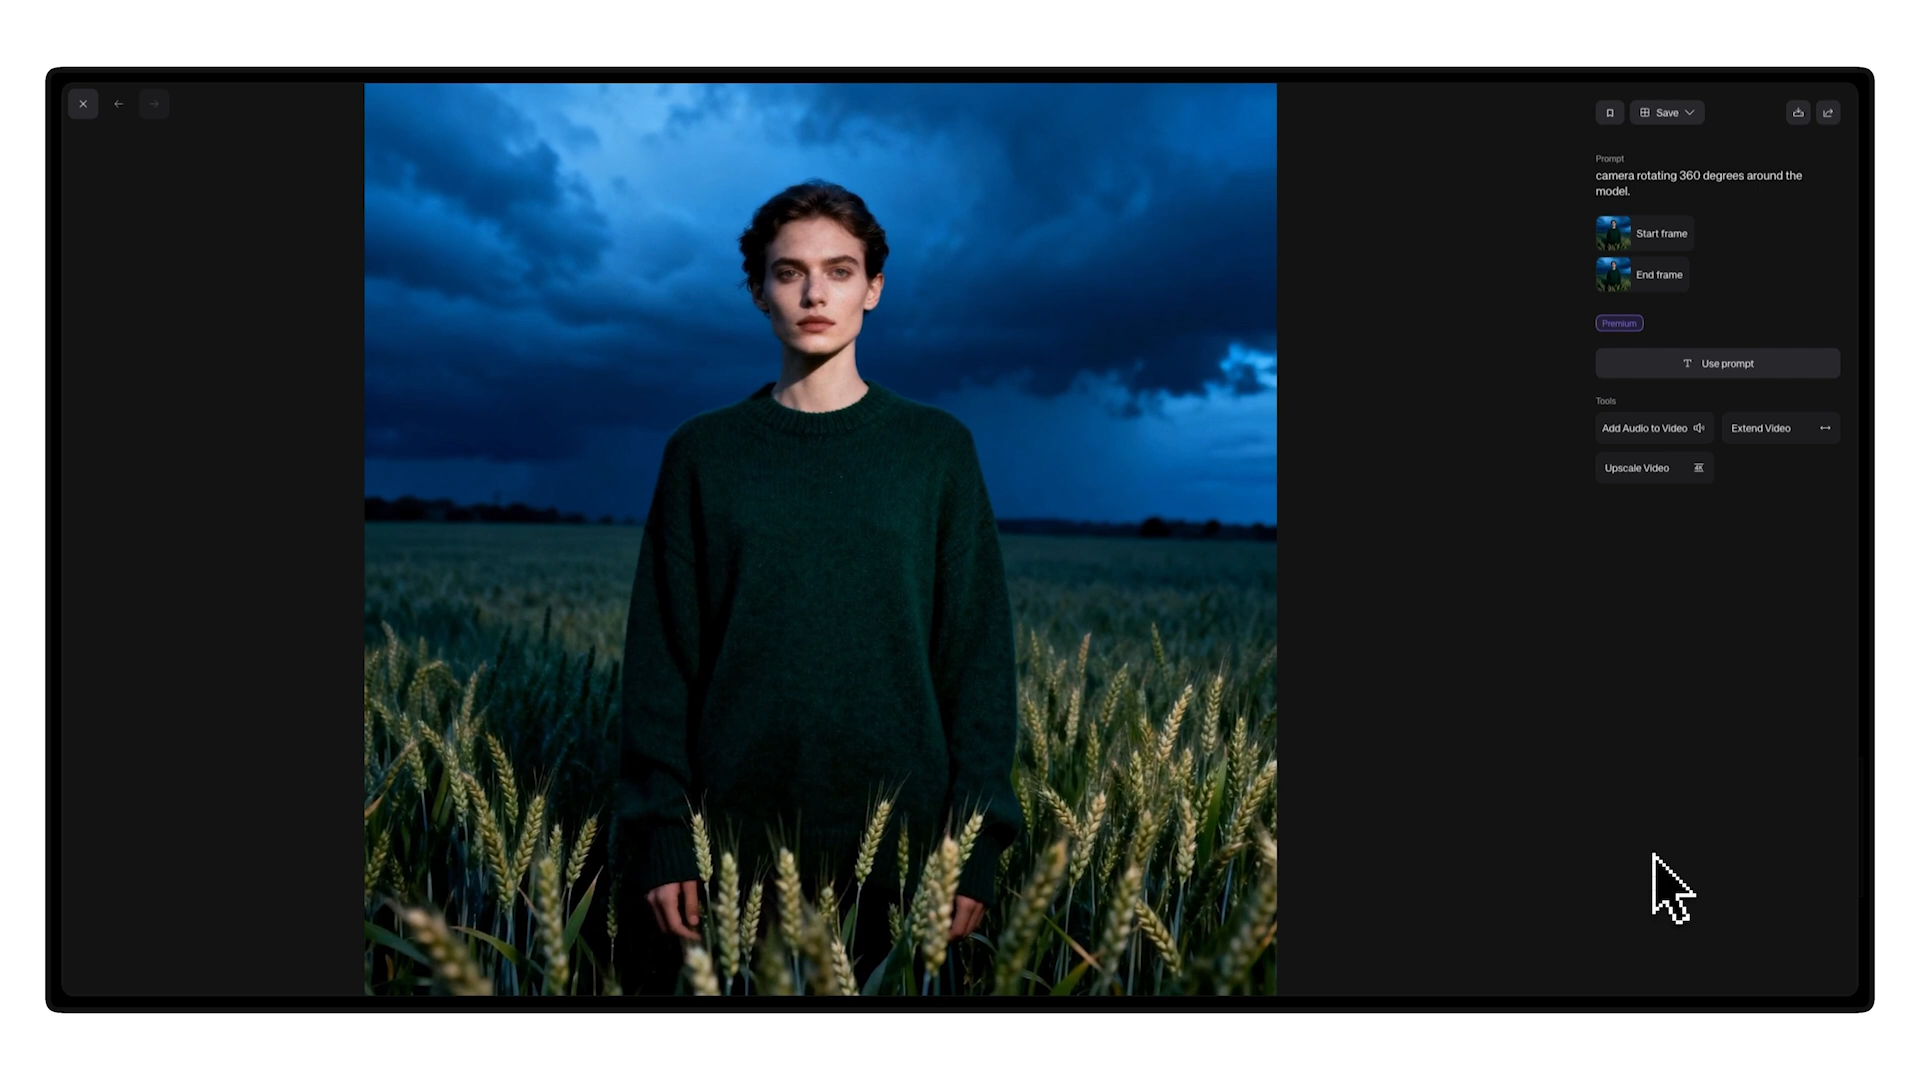 Save
Prompt
camera rotating 360 degrees around the
model.
Start frame
End frame
Premium
Use prompt
Tools
Add Audio to Video
Extend Video
Upscale Video
4K